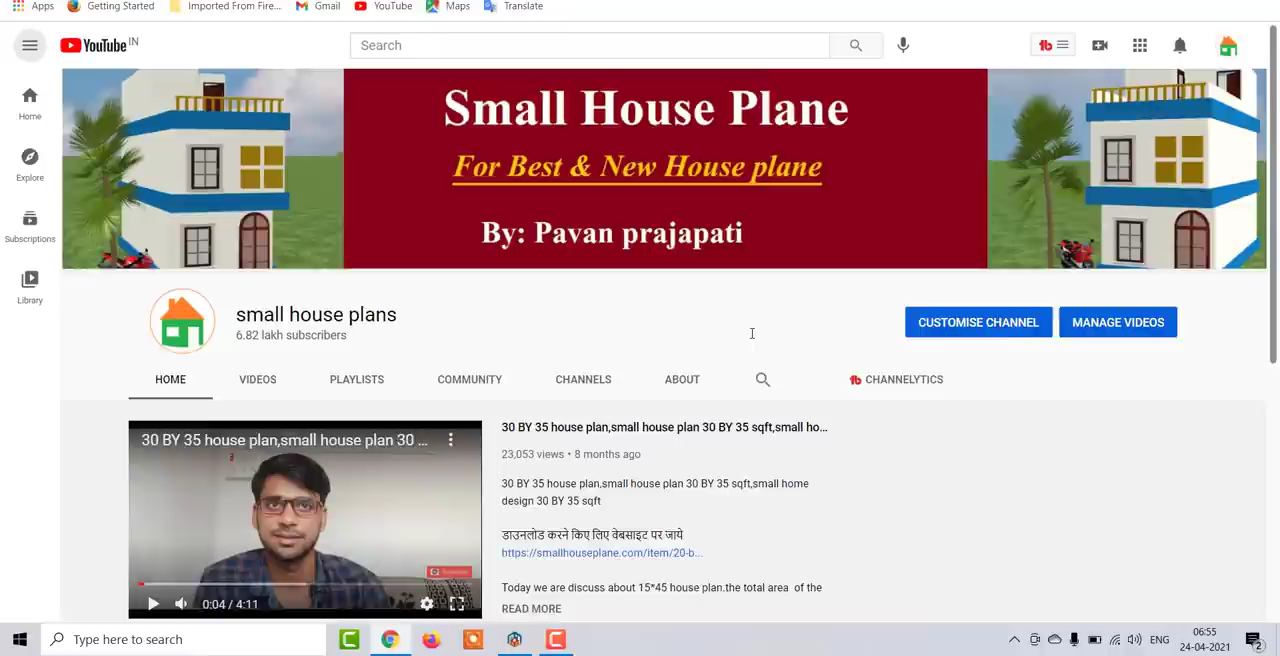 Apps Getting Started Imported From Fire... Gmail YouTube Maps Translate
YouTube IN
Search
Home
Explore
Subscriptions
Library
Small House Plane
For Best & New House plane
By: Pavan prajapati
small house plans
6.82 lakh subscribers
CUSTOMISE CHANNEL
MANAGE VIDEOS
HOME VIDEOS PLAYLISTS COMMUNITY CHANNELS ABOUT CHANNELYTICS
30 BY 35 house plan,small house plan 30 ...
0:04 / 4:11
30 BY 35 house plan,small house plan 30 BY 35 sqft,small ho...
23,053 views • 8 months ago
30 BY 35 house plan,small house plan 30 BY 35 sqft,small home
design 30 BY 35 sqft
डाउनलोड करने किए लिए वेबसाइट पर जाये
https://smallhouseplane.com/item/20-b...
Today we are discuss about 15*45 house plan.the total area of the
READ MORE
Type here to search
ENG
06:55
24-04-2021
2